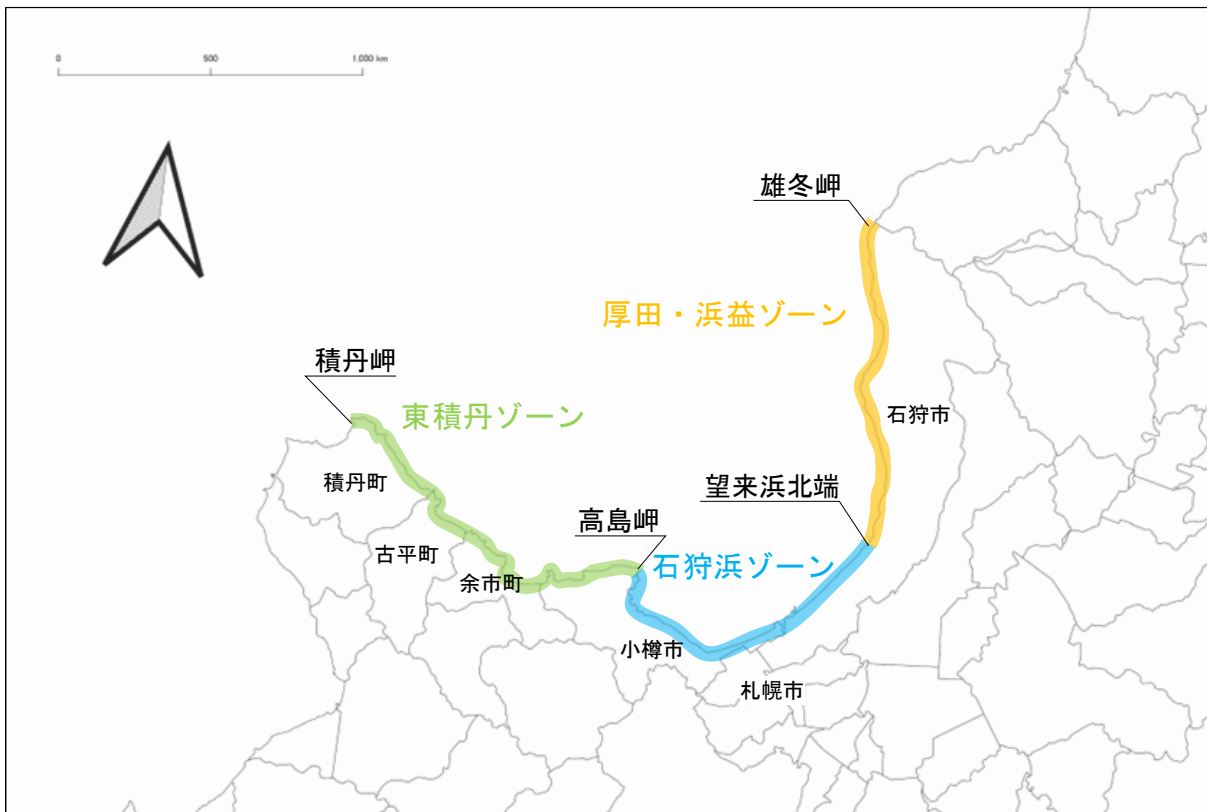 0 500 1,000 km
雄冬岬
厚田・浜益ゾーン
積丹岬
東積丹ゾーン
石狩市
積丹町
望来浜北端
高島岬
古平町
石狩浜ゾーン
余市町
小樽市
札幌市